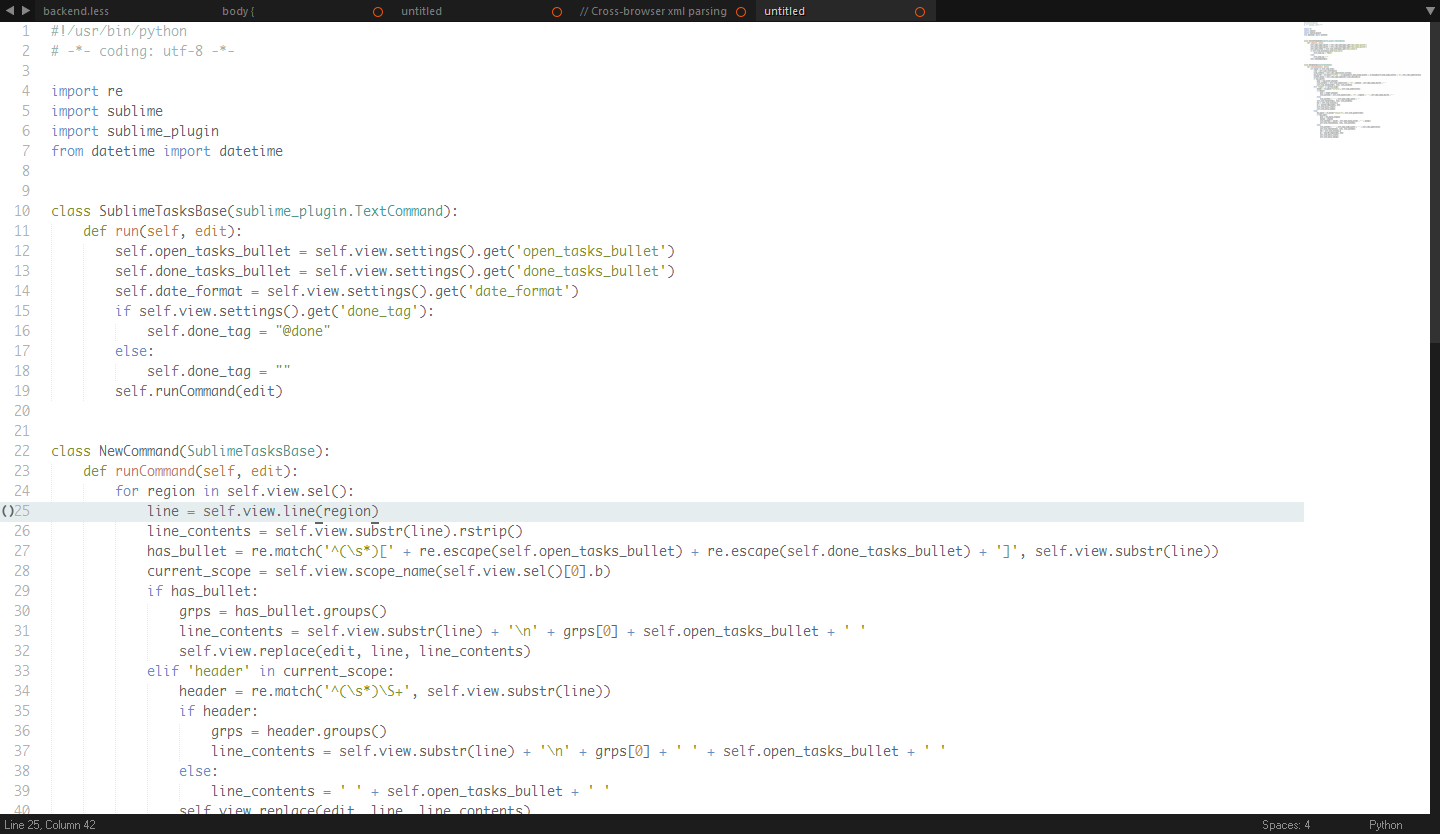 backend.less body { untitled // Cross-browser xml parsing untitled
1 #!/usr/bin/python
2 # -*- coding: utf-8 -*-
3
4 import re
5 import sublime
6 import sublime_plugin
7 from datetime import datetime
8
9
10 class SublimeTasksBase(sublime_plugin.TextCommand):
11 def run(self, edit):
12 self.open_tasks_bullet = self.view.settings().get('open_tasks_bullet')
13 self.done_tasks_bullet = self.view.settings().get('done_tasks_bullet')
14 self.date_format = self.view.settings().get('date_format')
15 if self.view.settings().get('done_tag'):
16 self.done_tag = "@done"
17 else:
18 self.done_tag = ""
19 self.runCommand(edit)
20
21
22 class NewCommand(SublimeTasksBase):
23 def runCommand(self, edit):
24 for region in self.view.sel():
()25 line = self.view.line(region)
26 line_contents = self.view.substr(line).rstrip()
27 has_bullet = re.match('^(\s*)[' + re.escape(self.open_tasks_bullet) + re.escape(self.done_tasks_bullet) + ']', self.view.substr(line))
28 current_scope = self.view.scope_name(self.view.sel()[0].b)
29 if has_bullet:
30 grps = has_bullet.groups()
31 line_contents = self.view.substr(line) + '\n' + grps[0] + self.open_tasks_bullet + ' '
32 self.view.replace(edit, line, line_contents)
33 elif 'header' in current_scope:
34 header = re.match('^(\s*)\S+', self.view.substr(line))
35 if header:
36 grps = header.groups()
37 line_contents = self.view.substr(line) + '\n' + grps[0] + ' ' + self.open_tasks_bullet + ' '
38 else:
39 line_contents = ' ' + self.open_tasks_bullet + ' '
40 self.view.replace(edit, line, line_contents)
Line 25, Column 42 Spaces: 4 Python